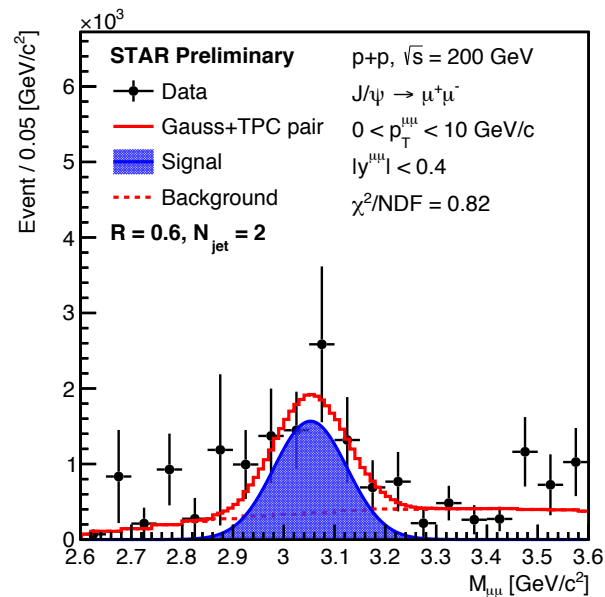 ×10³
STAR Preliminary
Data
Gauss+TPC pair
Signal
Background
R = 0.6, N_jet = 2
p+p, √s = 200 GeV
J/ψ → μ⁺μ⁻
0 < p_T^μμ < 10 GeV/c
|y^μμ| < 0.4
χ²/NDF = 0.82
Event / 0.05 [GeV/c²]
6
5
4
3
2
1
0
2.6 2.7 2.8 2.9 3 3.1 3.2 3.3 3.4 3.5 3.6
M_μμ [GeV/c²]